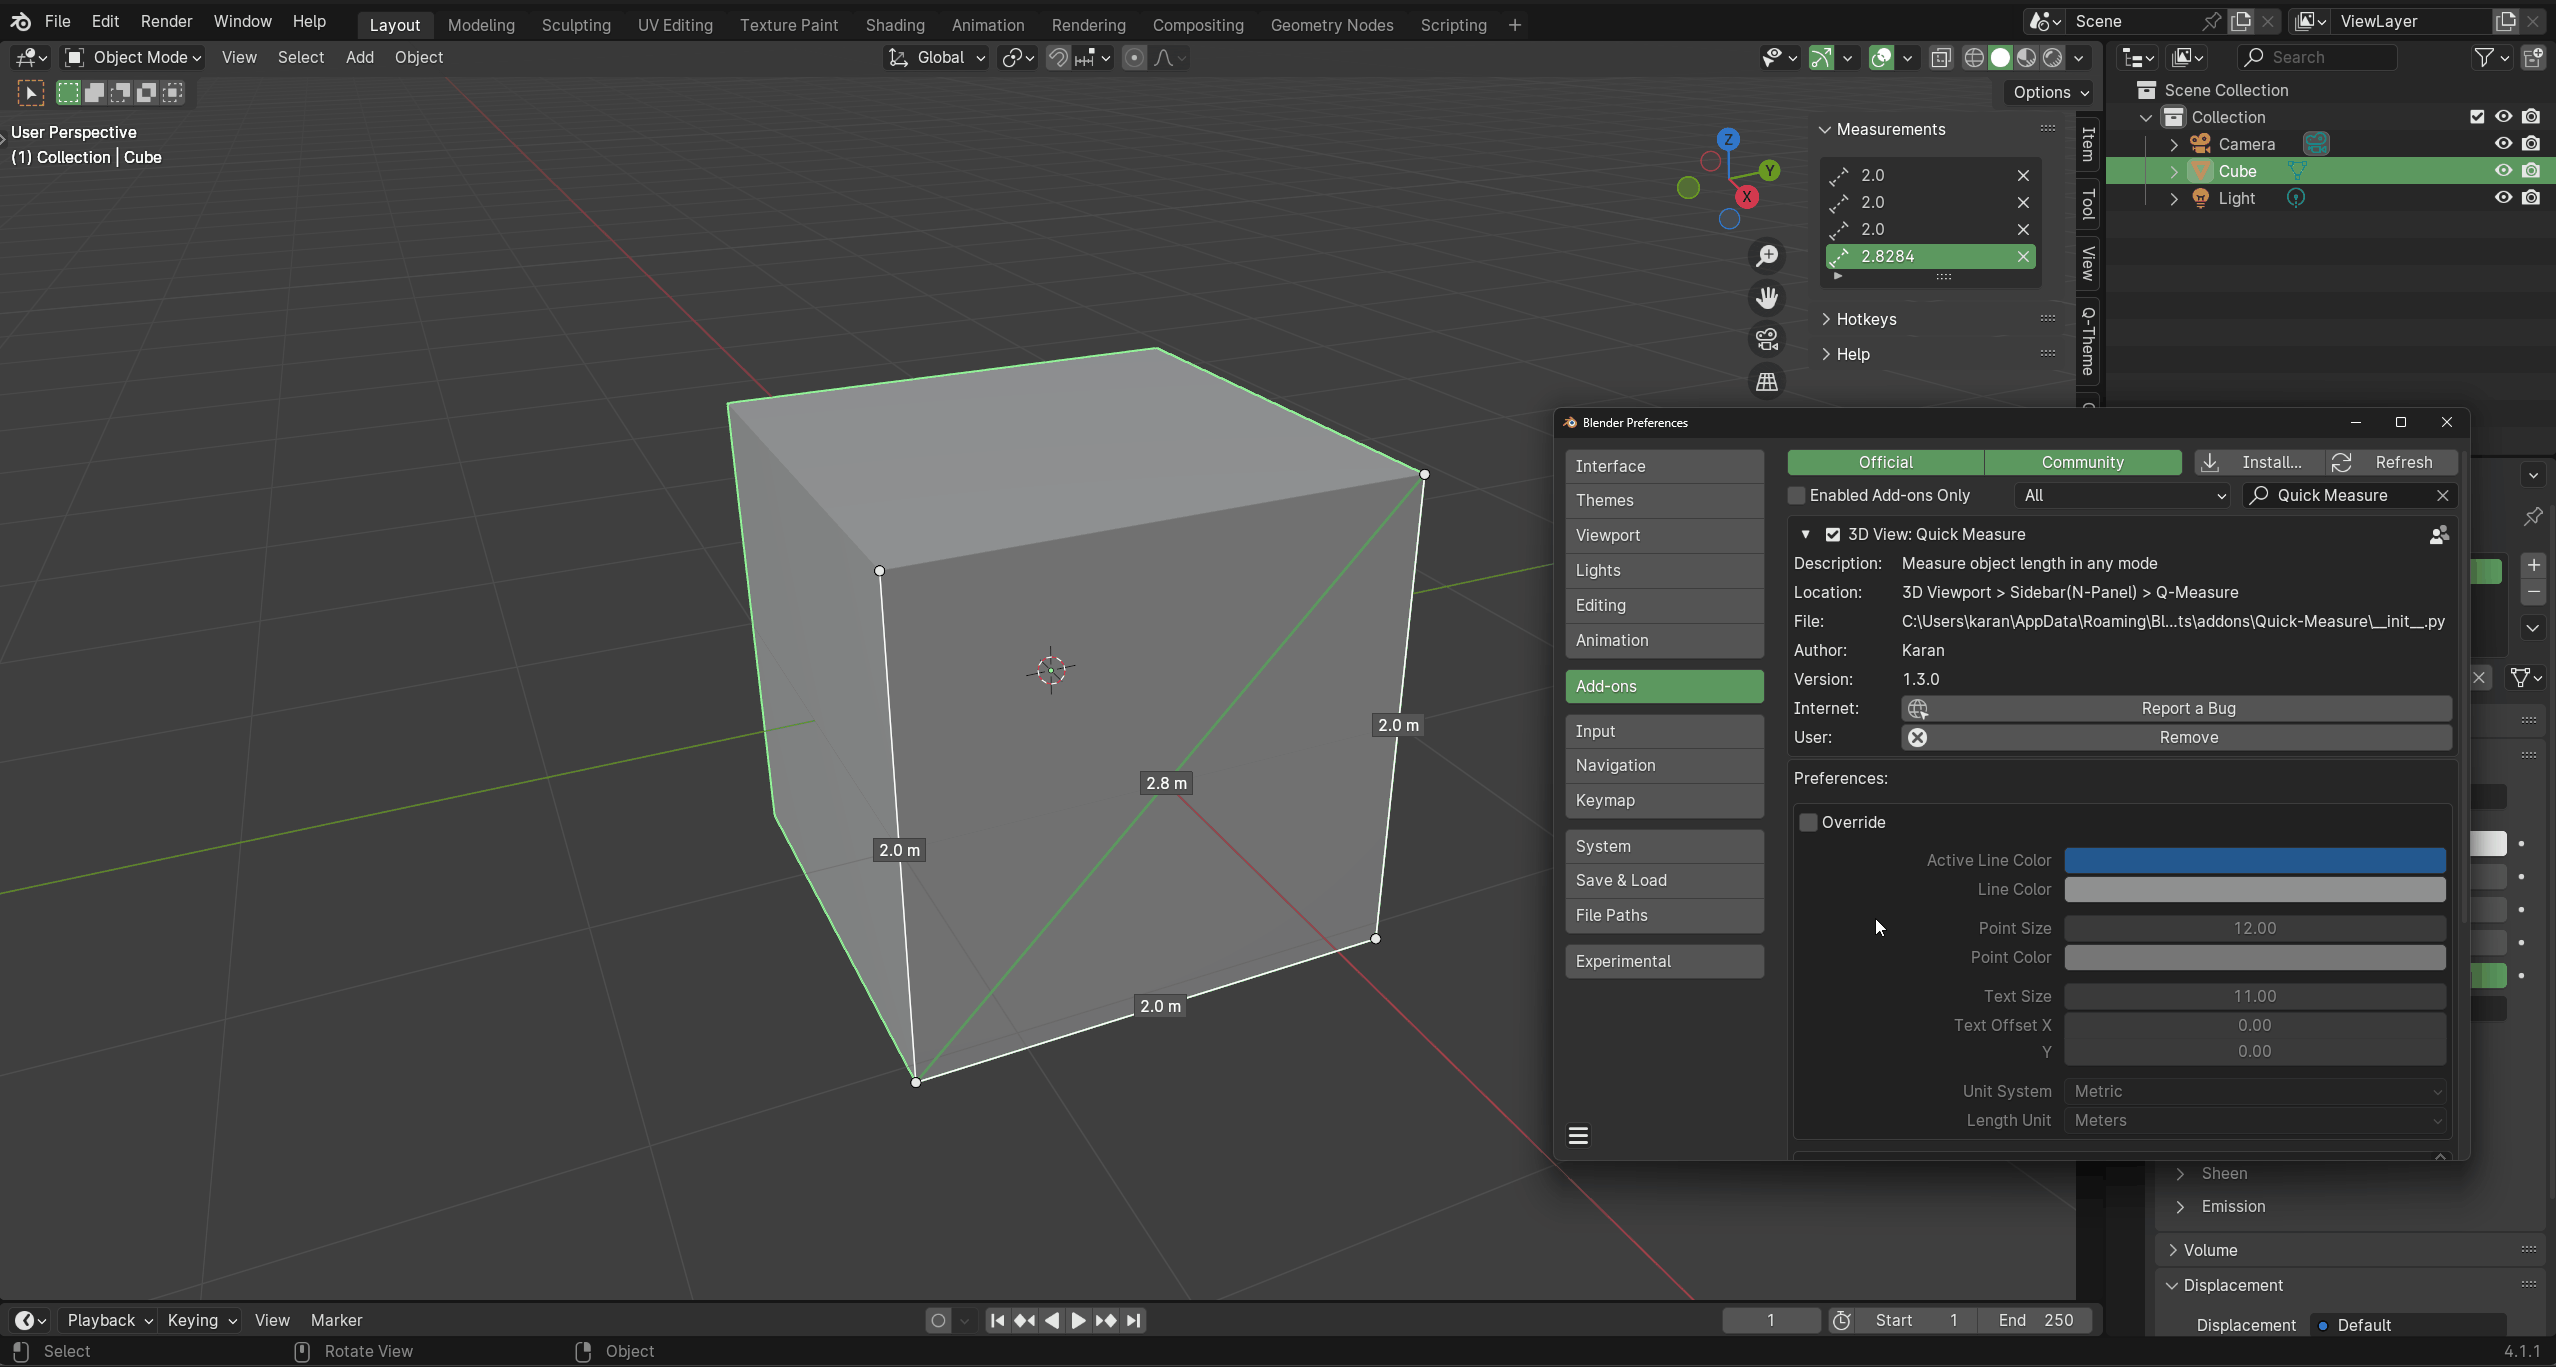 File Edit Render Window Help Layout Modeling Sculpting UV Editing Texture Paint Shading Animation Rendering Compositing Geometry Nodes Scripting + Scene ViewLayer
Object Mode View Select Add Object Global Search
Options
User Perspective
(1) Collection | Cube
Z
Y
X
Measurements
2.0
2.0
2.0
2.8284
Hotkeys
Help
Item
Tool
View
Q-Theme
Scene Collection
Collection
Camera
Cube
Light
2.0 m
2.8 m
2.0 m
2.0 m
Blender Preferences
Interface
Themes
Viewport
Lights
Editing
Animation
Add-ons
Input
Navigation
Keymap
System
Save & Load
File Paths
Experimental
Official Community Install... Refresh
Enabled Add-ons Only All Quick Measure
3D View: Quick Measure
Description: Measure object length in any mode
Location: 3D Viewport > Sidebar(N-Panel) > Q-Measure
File: C:\Users\karan\AppData\Roaming\Bl...ts\addons\Quick-Measure\__init__.py
Author: Karan
Version: 1.3.0
Internet: Report a Bug
User: Remove
Preferences:
Override
Active Line Color
Line Color
Point Size 12.00
Point Color
Text Size 11.00
Text Offset X 0.00
Y 0.00
Unit System Metric
Length Unit Meters
Sheen
Emission
Volume
Displacement
Displacement Default
Playback Keying View Marker 1 Start 1 End 250
Select Rotate View Object 4.1.1